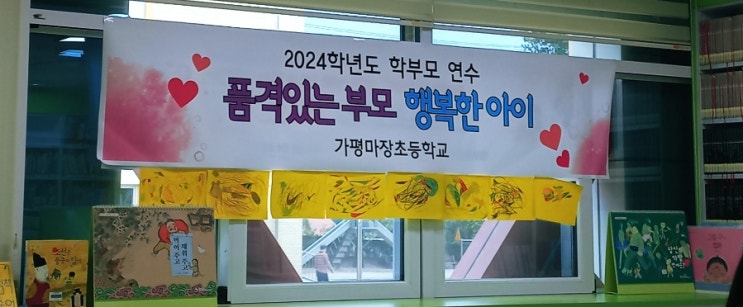 2024학년도 학부모 연수
품격있는 부모 행복한 아이
가평마장초등학교